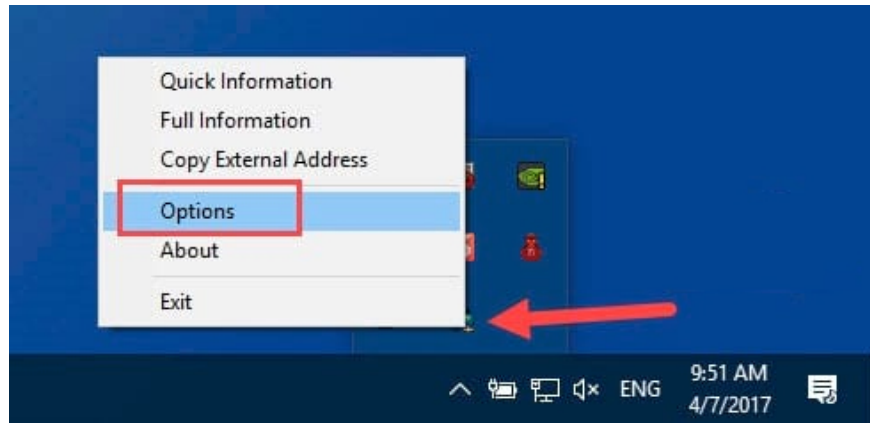 Quick Information
Full Information
Copy External Address
Options
About
Exit
ENG
9:51 AM
4/7/2017